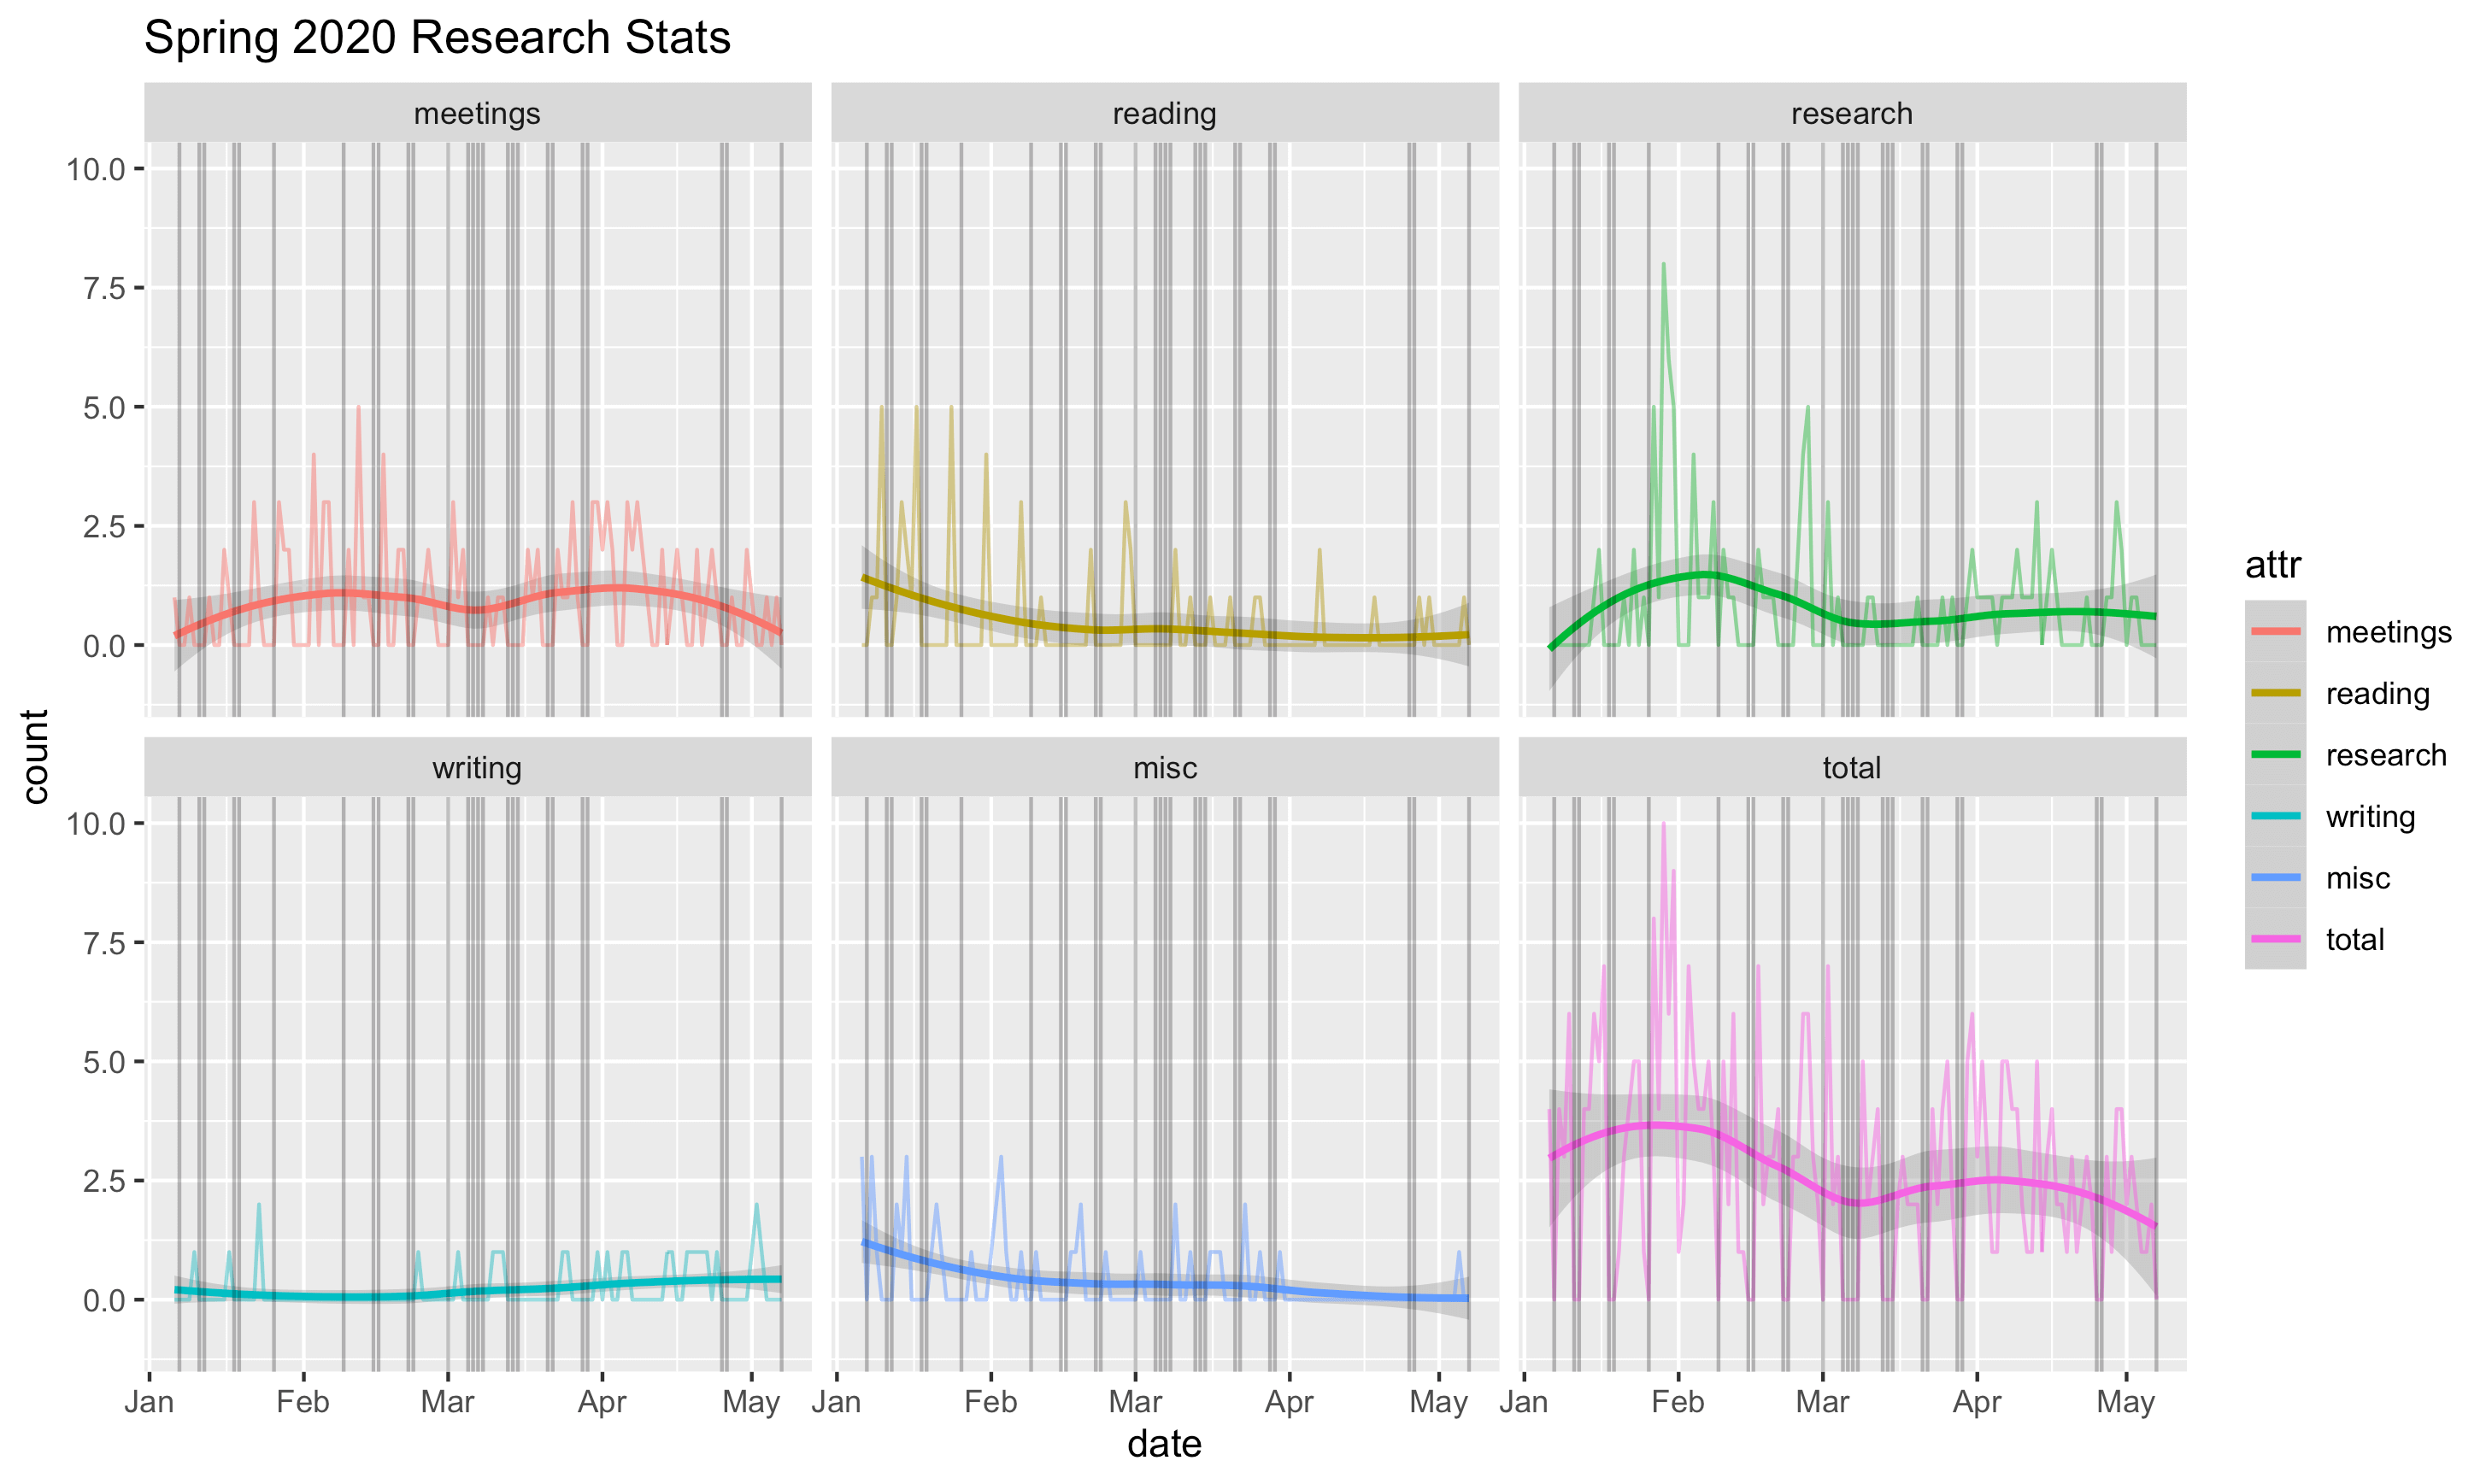 Spring 2020 Research Stats
meetings
reading
research
10.0
7.5
5.0
2.5
0.0
writing
misc
total
10.0
7.5
5.0
2.5
0.0
Jan Feb Mar Apr May
Jan Feb Mar Apr May
Jan Feb Mar Apr May
date
count
attr
meetings
reading
research
writing
misc
total